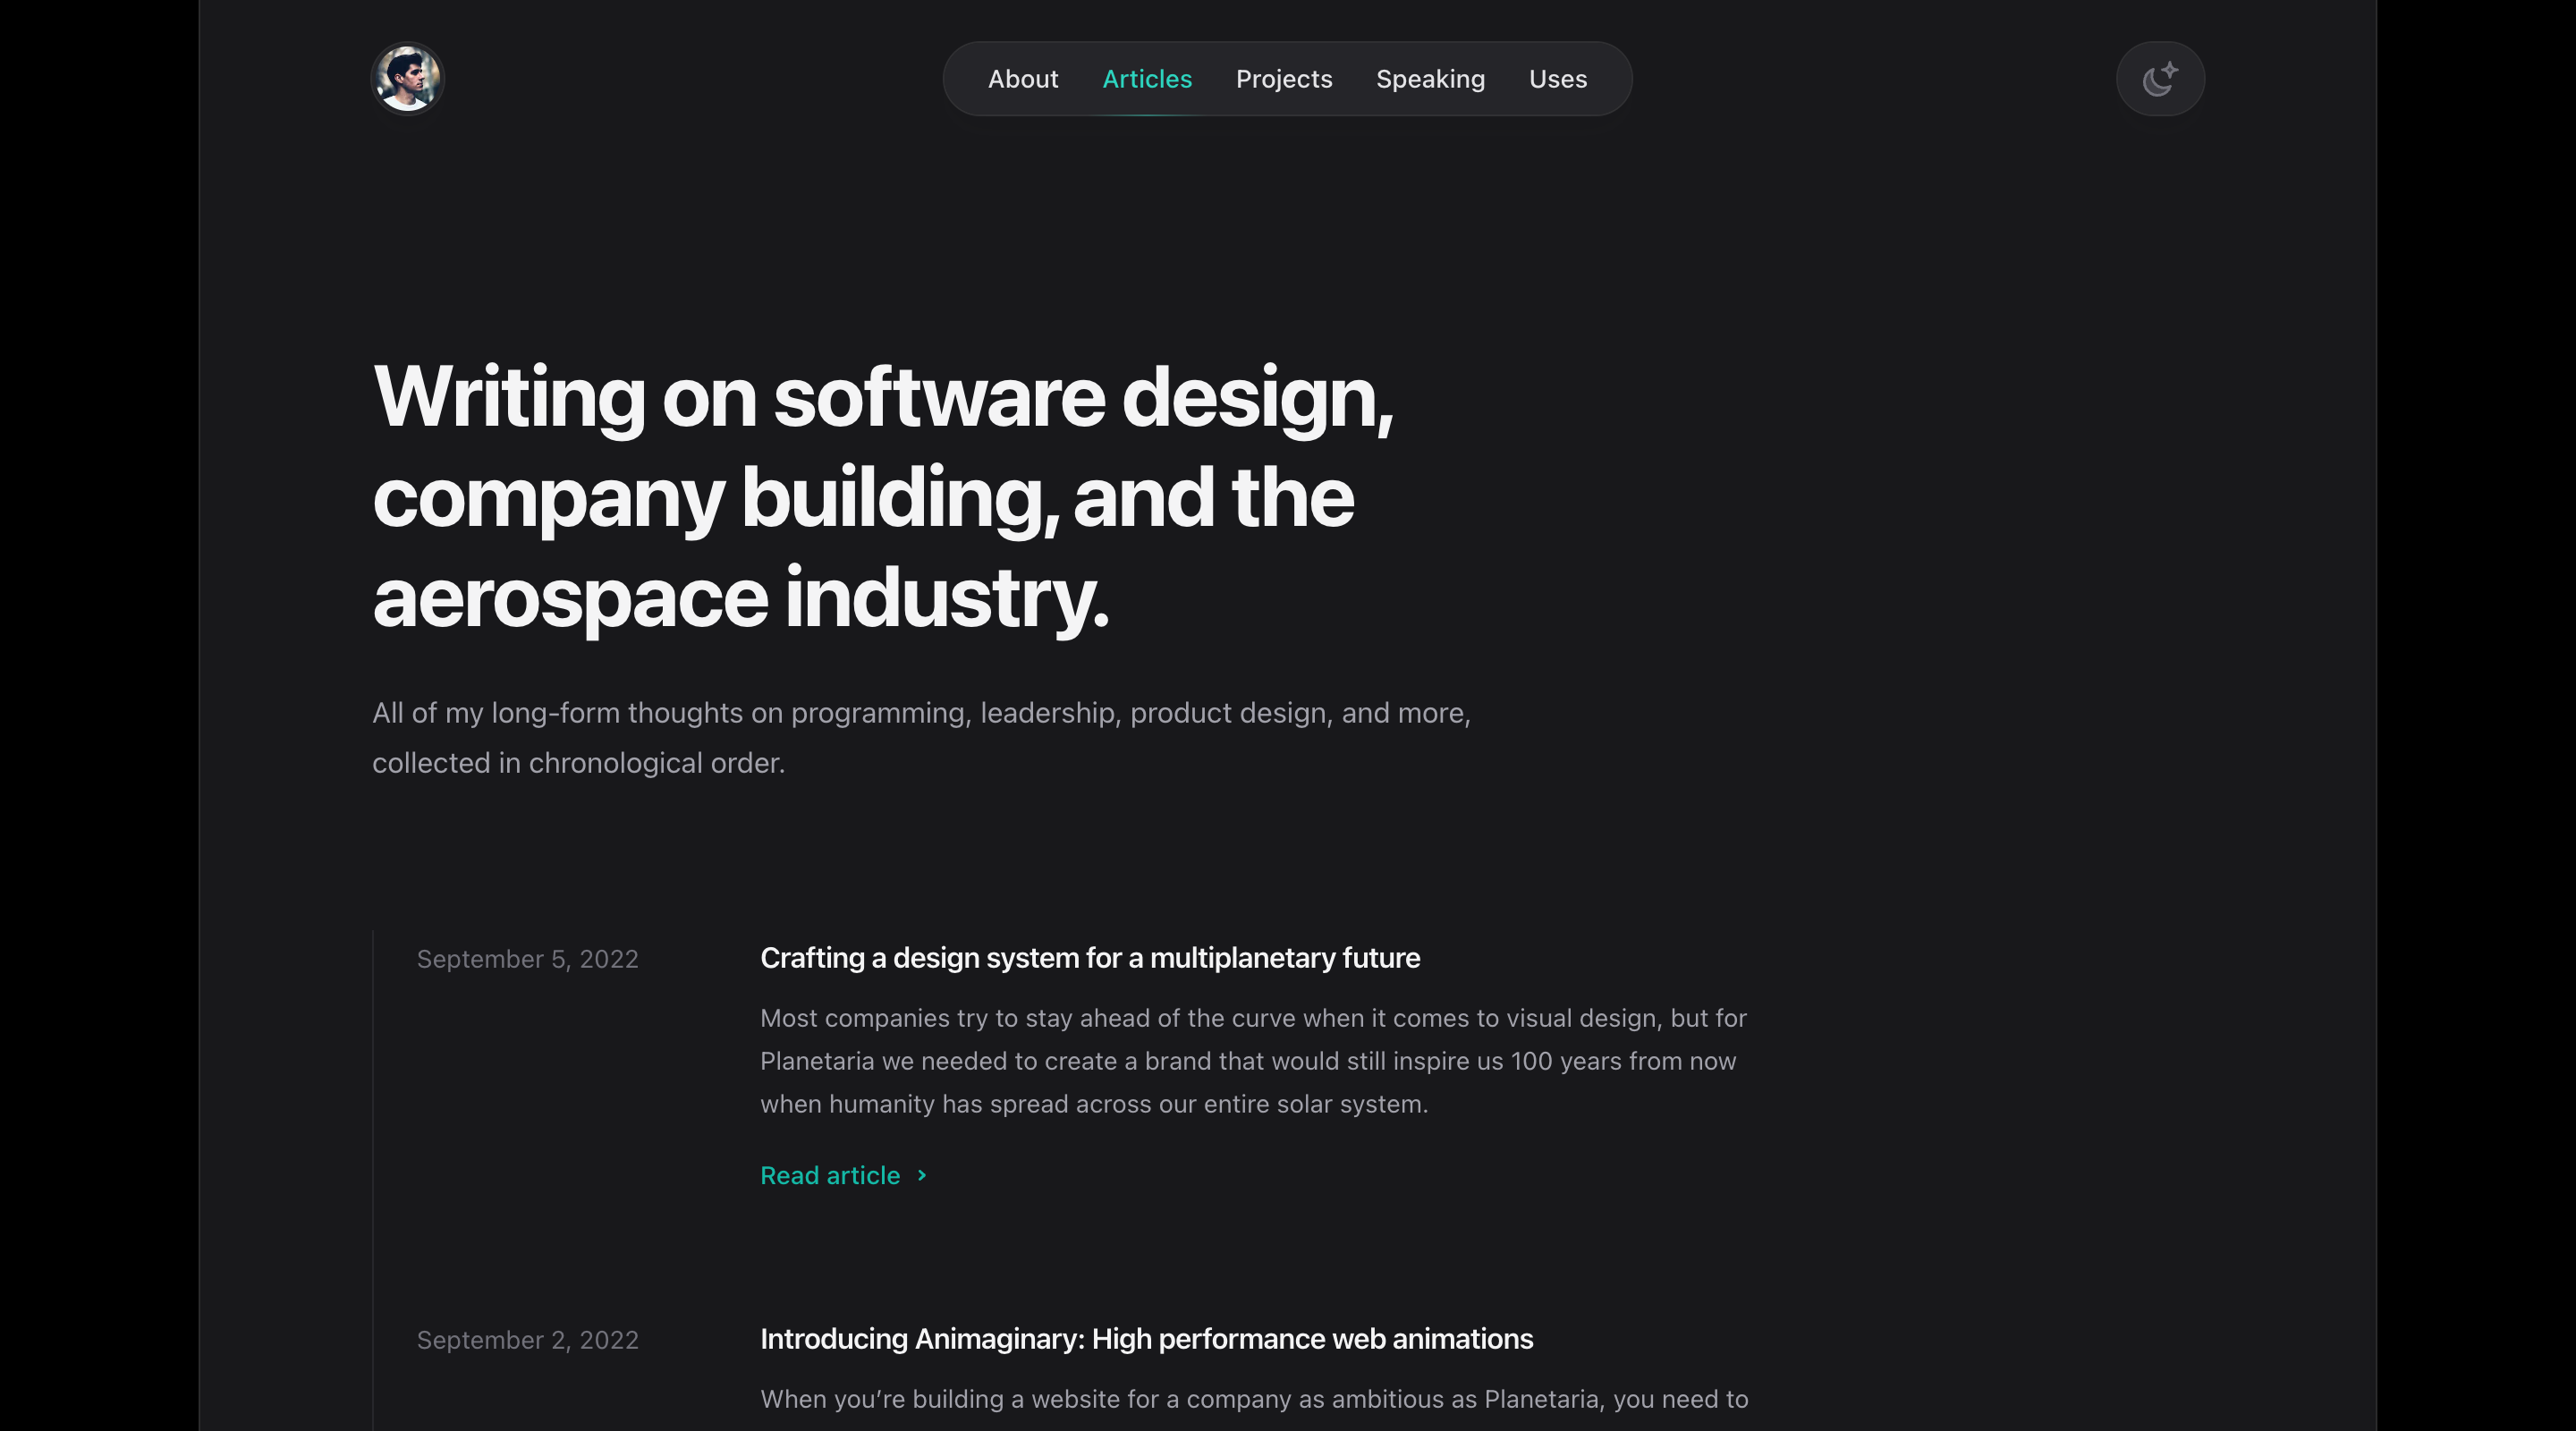 About
Articles
Projects
Speaking
Uses
Writing on software design,
company building, and the
aerospace industry.
All of my long-form thoughts on programming, leadership, product design, and more,
collected in chronological order.
September 5, 2022
Crafting a design system for a multiplanetary future
Most companies try to stay ahead of the curve when it comes to visual design, but for
Planetaria we needed to create a brand that would still inspire us 100 years from now
when humanity has spread across our entire solar system.
Read article
September 2, 2022
Introducing Animaginary: High performance web animations
When you’re building a website for a company as ambitious as Planetaria, you need to